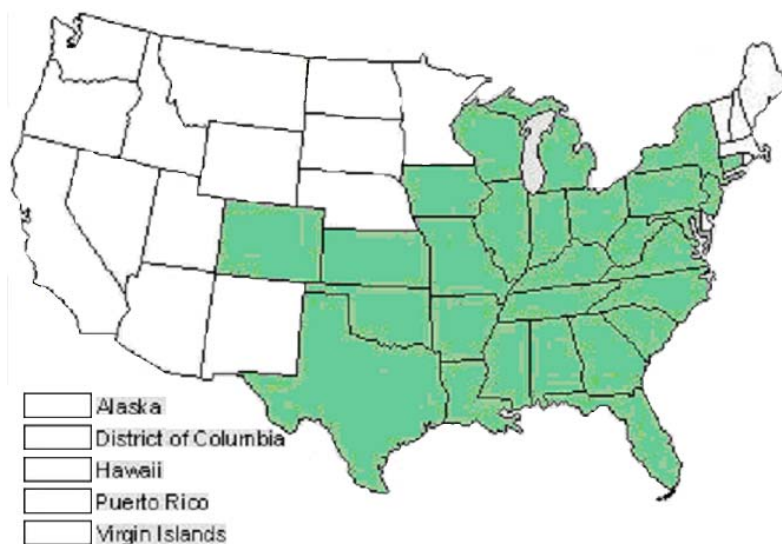 Alaska
District of Columbia
Hawaii
Puerto Rico
Virgin Islands